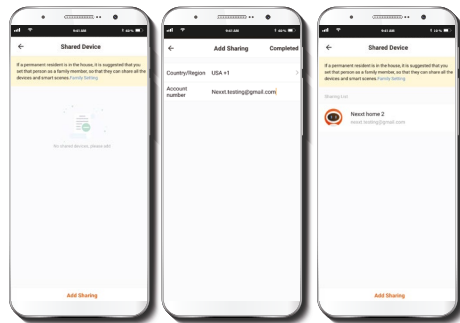 9:41 AM
Shared Device
If a permanent resident is in the house, it is suggested that you
set that person as a family member, so that they can share all the
devices and smart scenes Family Setting
No shared devices, please add
Add Sharing
9:41 AM
Add Sharing
Completed
Country/Region USA +1
Account
number
Nexxt.testing@gmail.com
9:41 AM
Shared Device
If a permanent resident is in the house, it is suggested that you
set that person as a family member, so that they can share all the
devices and smart scenes Family Setting
Sharing List
Nexxt home 2
nexxt.testing@gmail.com
Add Sharing